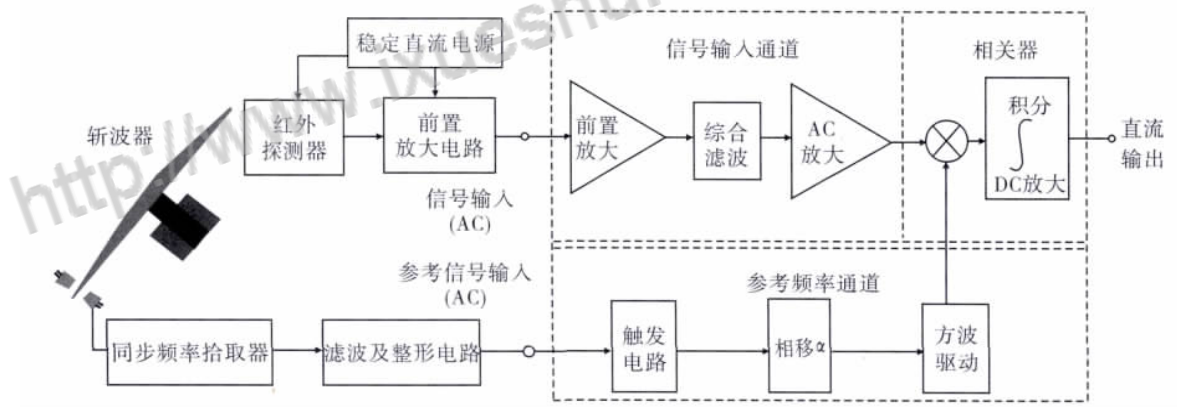 稳定直流电源
信号输入通道
相关器
斩波器
红外
探测器
前置
放大电路
前置
放大
综合
滤波
AC
放大
积分
∫
DC放大
直流
输出
信号输入
(AC)
参考信号输入
(AC)
参考频率通道
同步频率拾取器
滤波及整形电路
触发
电路
相移α
方波
驱动